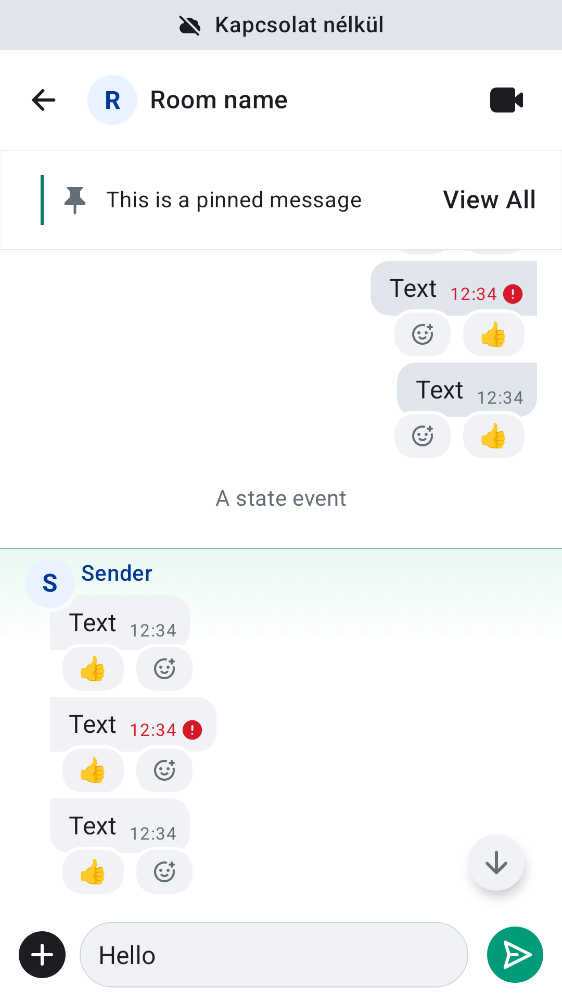 Kapcsolat nélkül
R Room name
This is a pinned message View All
Text 12:34
Text 12:34
A state event
S Sender
Text 12:34
Text 12:34
Text 12:34
Hello